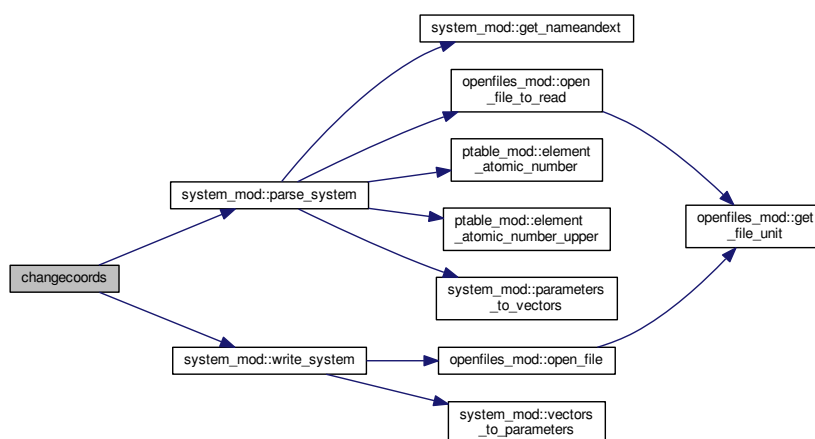 system_mod::get_nameandext
openfiles_mod::open
_file_to_read
ptable_mod::element
_atomic_number
system_mod::parse_system
ptable_mod::element
_atomic_number_upper
openfiles_mod::get
_file_unit
changecoords
system_mod::parameters
_to_vectors
system_mod::write_system
openfiles_mod::open_file
system_mod::vectors
_to_parameters